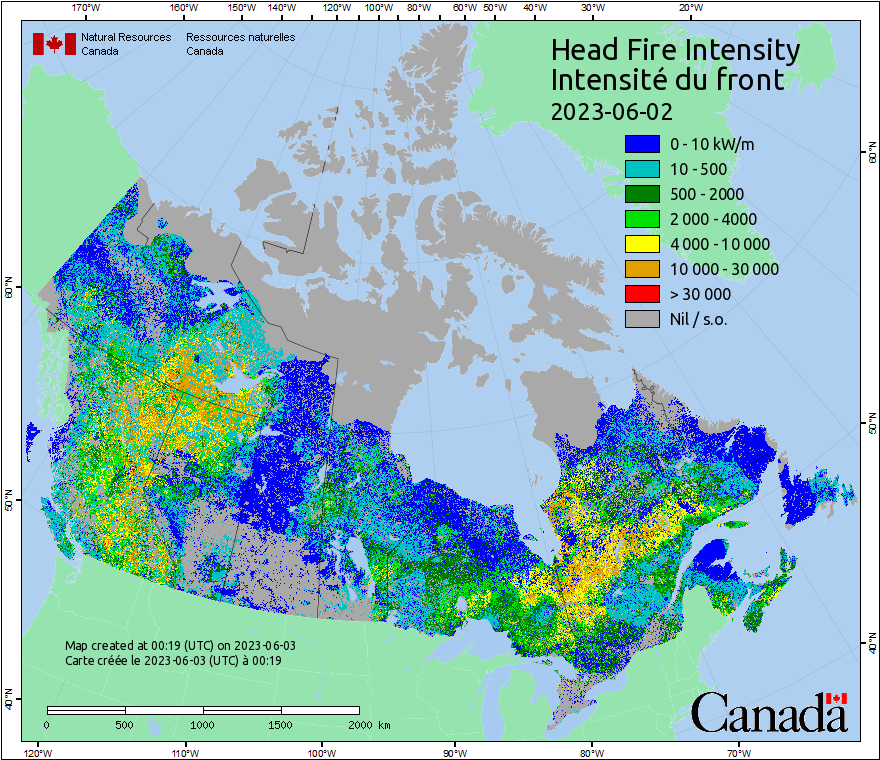 170°W 160°W 150°W 140°W 130°W 120°W 110°W 100°W 80°W 60°W 50°W 40°W 30°W 20°W
Natural Resources Ressources naturelles
Canada Canada
Head Fire Intensity
Intensité du front
2023-06-02
0 - 10 kW/m
10 - 500
500 - 2000
2 000 - 4000
4 000 - 10 000
10 000 - 30 000
> 30 000
Nil / s.o.
60°N
50°N
40°N
60°N
50°N
40°N
Map created at 00:19 (UTC) on 2023-06-03
Carte créée le 2023-06-03 (UTC) à 00:19
0 500 1000 1500 2000 km
Canada
120°W 110°W 100°W 90°W 80°W 70°W